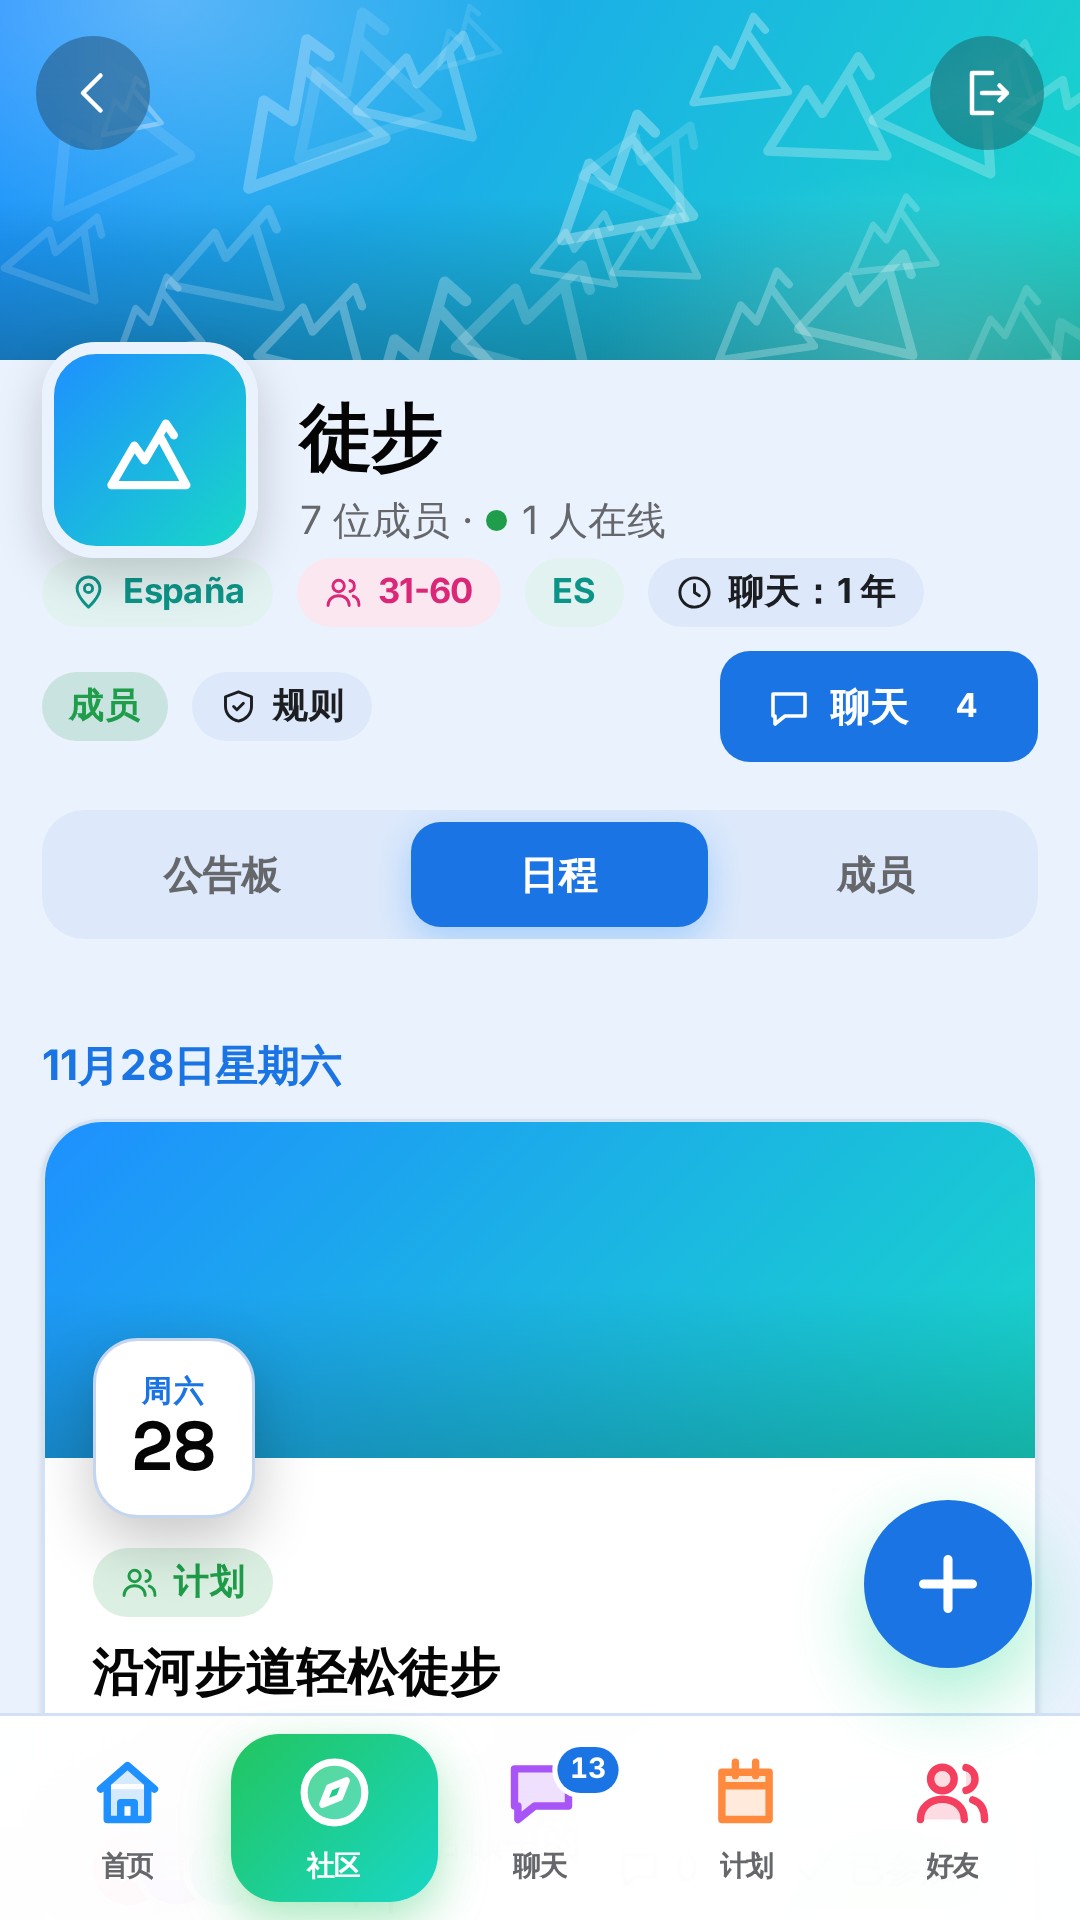 徒步
7 位成员 · 1 人在线
España
31-60
ES
聊天：1 年
成员
规则
聊天 4
公告板
日程
成员
11月28日星期六
周六
28
计划
沿河步道轻松徒步
13
首页
社区
聊天
计划
好友